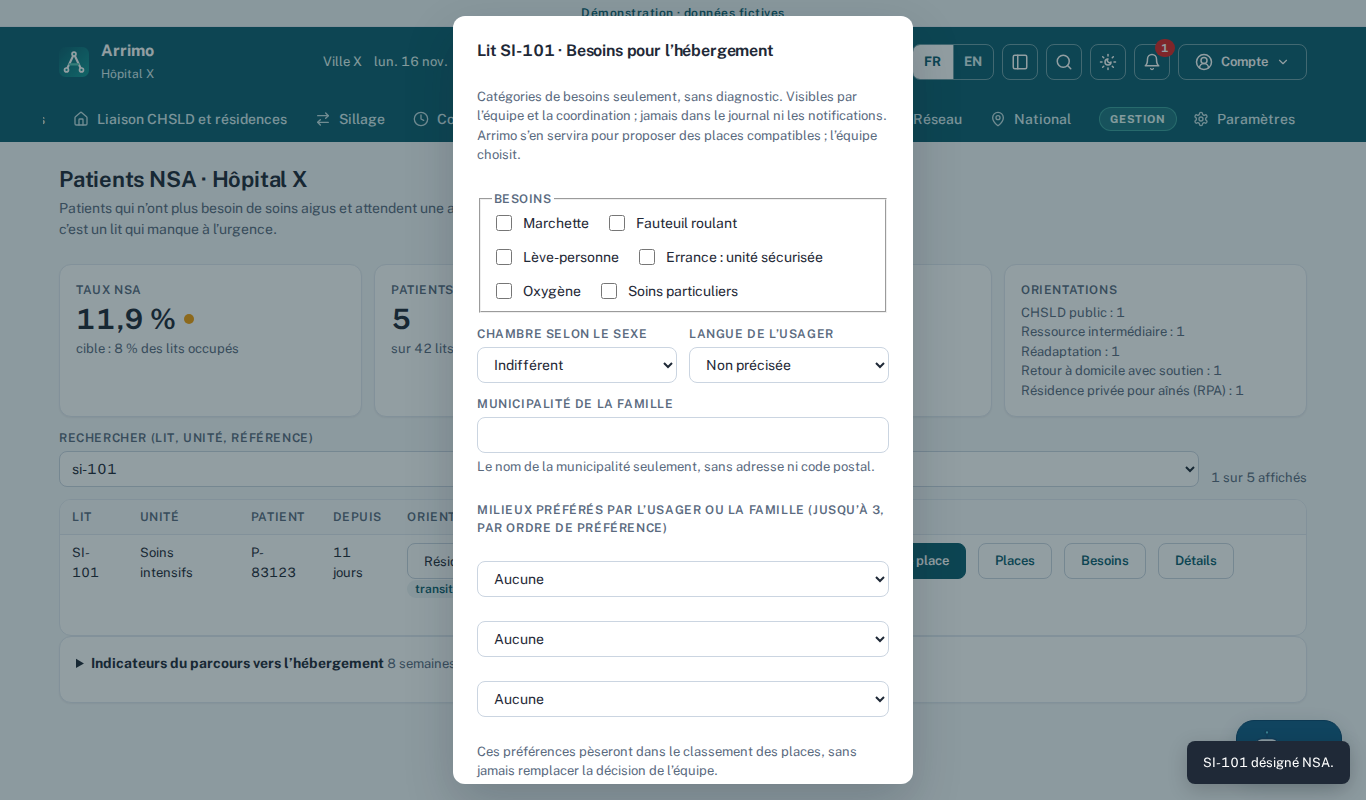 Démonstration · données fictives
Arrimo
Hôpital X
Ville X lun. 16 nov.
FR EN
1
Compte
Liaison CHSLD et résidences
Sillage
Réseau
National
GESTION
Paramètres
Patients NSA · Hôpital X
Patients qui n’ont plus besoin de soins aigus et attendent une
c’est un lit qui manque à l’urgence.
TAUX NSA
11,9 %
cible : 8 % des lits occupés
PATIENTS
5
sur 42 lits
ORIENTATIONS
CHSLD public : 1
Ressource intermédiaire : 1
Réadaptation : 1
Retour à domicile avec soutien : 1
Résidence privée pour aînés (RPA) : 1
RECHERCHER (LIT, UNITÉ, RÉFÉRENCE)
si-101
1 sur 5 affichés
LIT UNITÉ PATIENT DEPUIS ORIENT
SI-101 Soins intensifs P-83123 11 jours
place Places Besoins Détails
Indicateurs du parcours vers l’hébergement 8 semaines
Lit SI-101 · Besoins pour l’hébergement
Catégories de besoins seulement, sans diagnostic. Visibles par
l’équipe et la coordination ; jamais dans le journal ni les notifications.
Arrimo s’en servira pour proposer des places compatibles ; l’équipe
choisit.
BESOINS
Marchette Fauteuil roulant
Lève-personne Errance : unité sécurisée
Oxygène Soins particuliers
CHAMBRE SELON LE SEXE LANGUE DE L’USAGER
Indifférent Non précisée
MUNICIPALITÉ DE LA FAMILLE
Le nom de la municipalité seulement, sans adresse ni code postal.
MILIEUX PRÉFÉRÉS PAR L’USAGER OU LA FAMILLE (JUSQU’À 3,
PAR ORDRE DE PRÉFÉRENCE)
Aucune
Aucune
Aucune
Ces préférences pèseront dans le classement des places, sans
jamais remplacer la décision de l’équipe.
SI-101 désigné NSA.